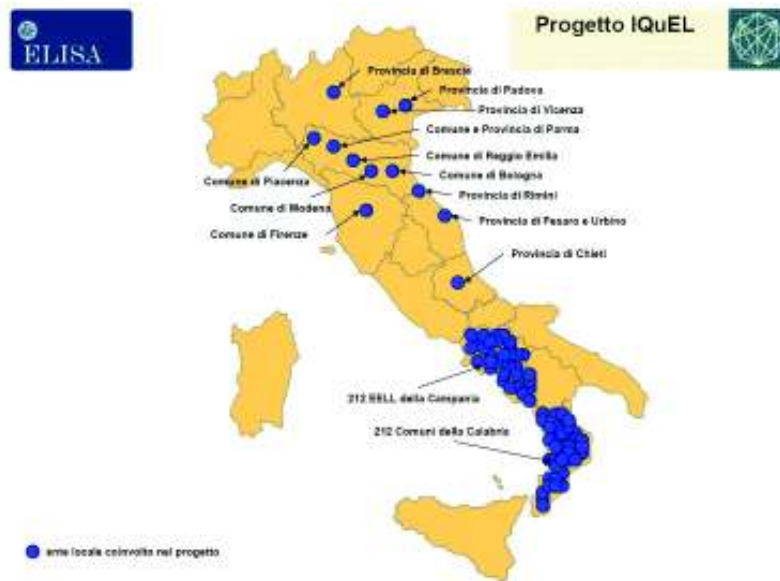 ELISA
Progetto IQuEL
Provincia di Brescia
Provincia di Padova
Provincia di Vicenza
Comune e Provincia di Parma
Comune di Reggio Emilia
Comune di Piacenza
Comune di Bologna
Provincia di Rimini
Comune di Modena
Provincia di Pesaro e Urbino
Comune di Firenze
Provincia di Chieti
212 EELL della Campania
212 Comuni della Calabria
ente locale coinvolto nel progetto